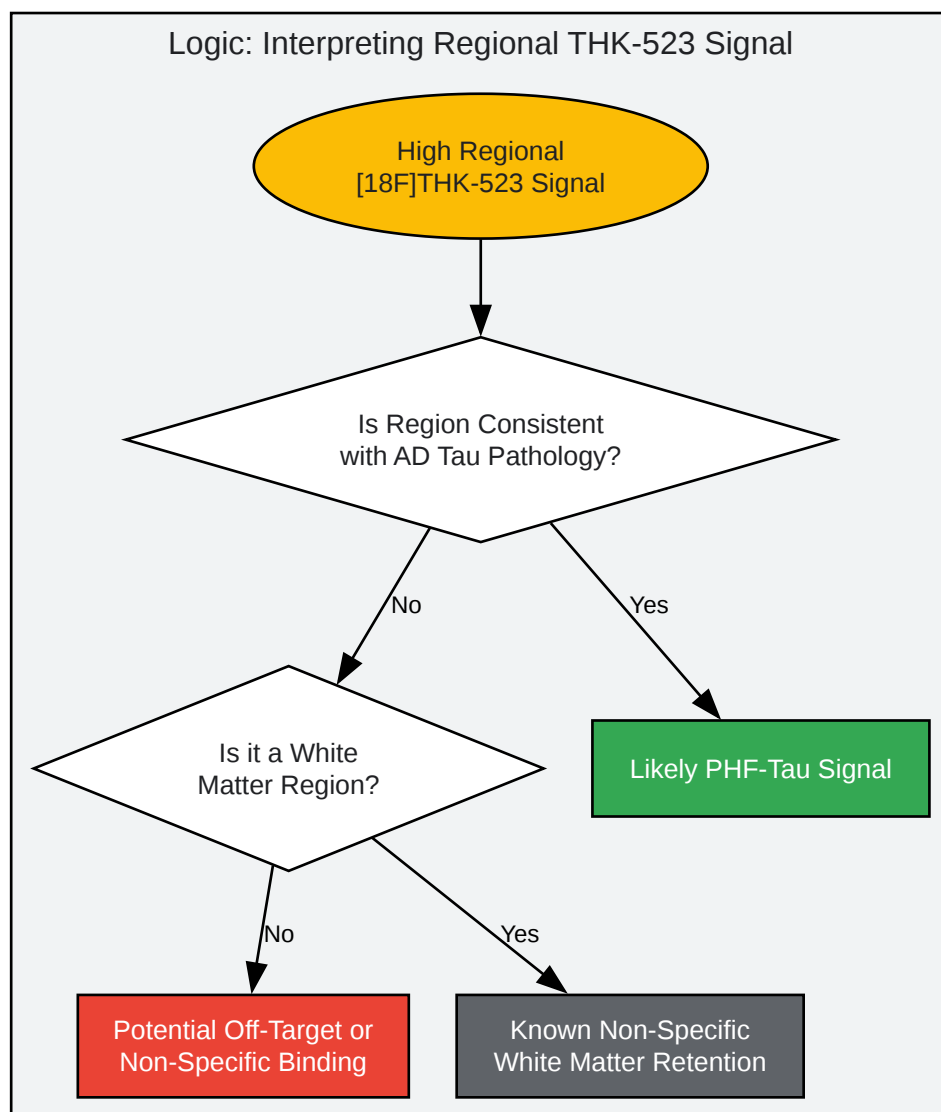 Logic: Interpreting Regional THK-523 Signal
High Regional
[18F]THK-523 Signal
Is Region Consistent
with AD Tau Pathology?
No
Yes
Is it a White
Matter Region?
Likely PHF-Tau Signal
No
Yes
Potential Off-Target or
Non-Specific Binding
Known Non-Specific
White Matter Retention